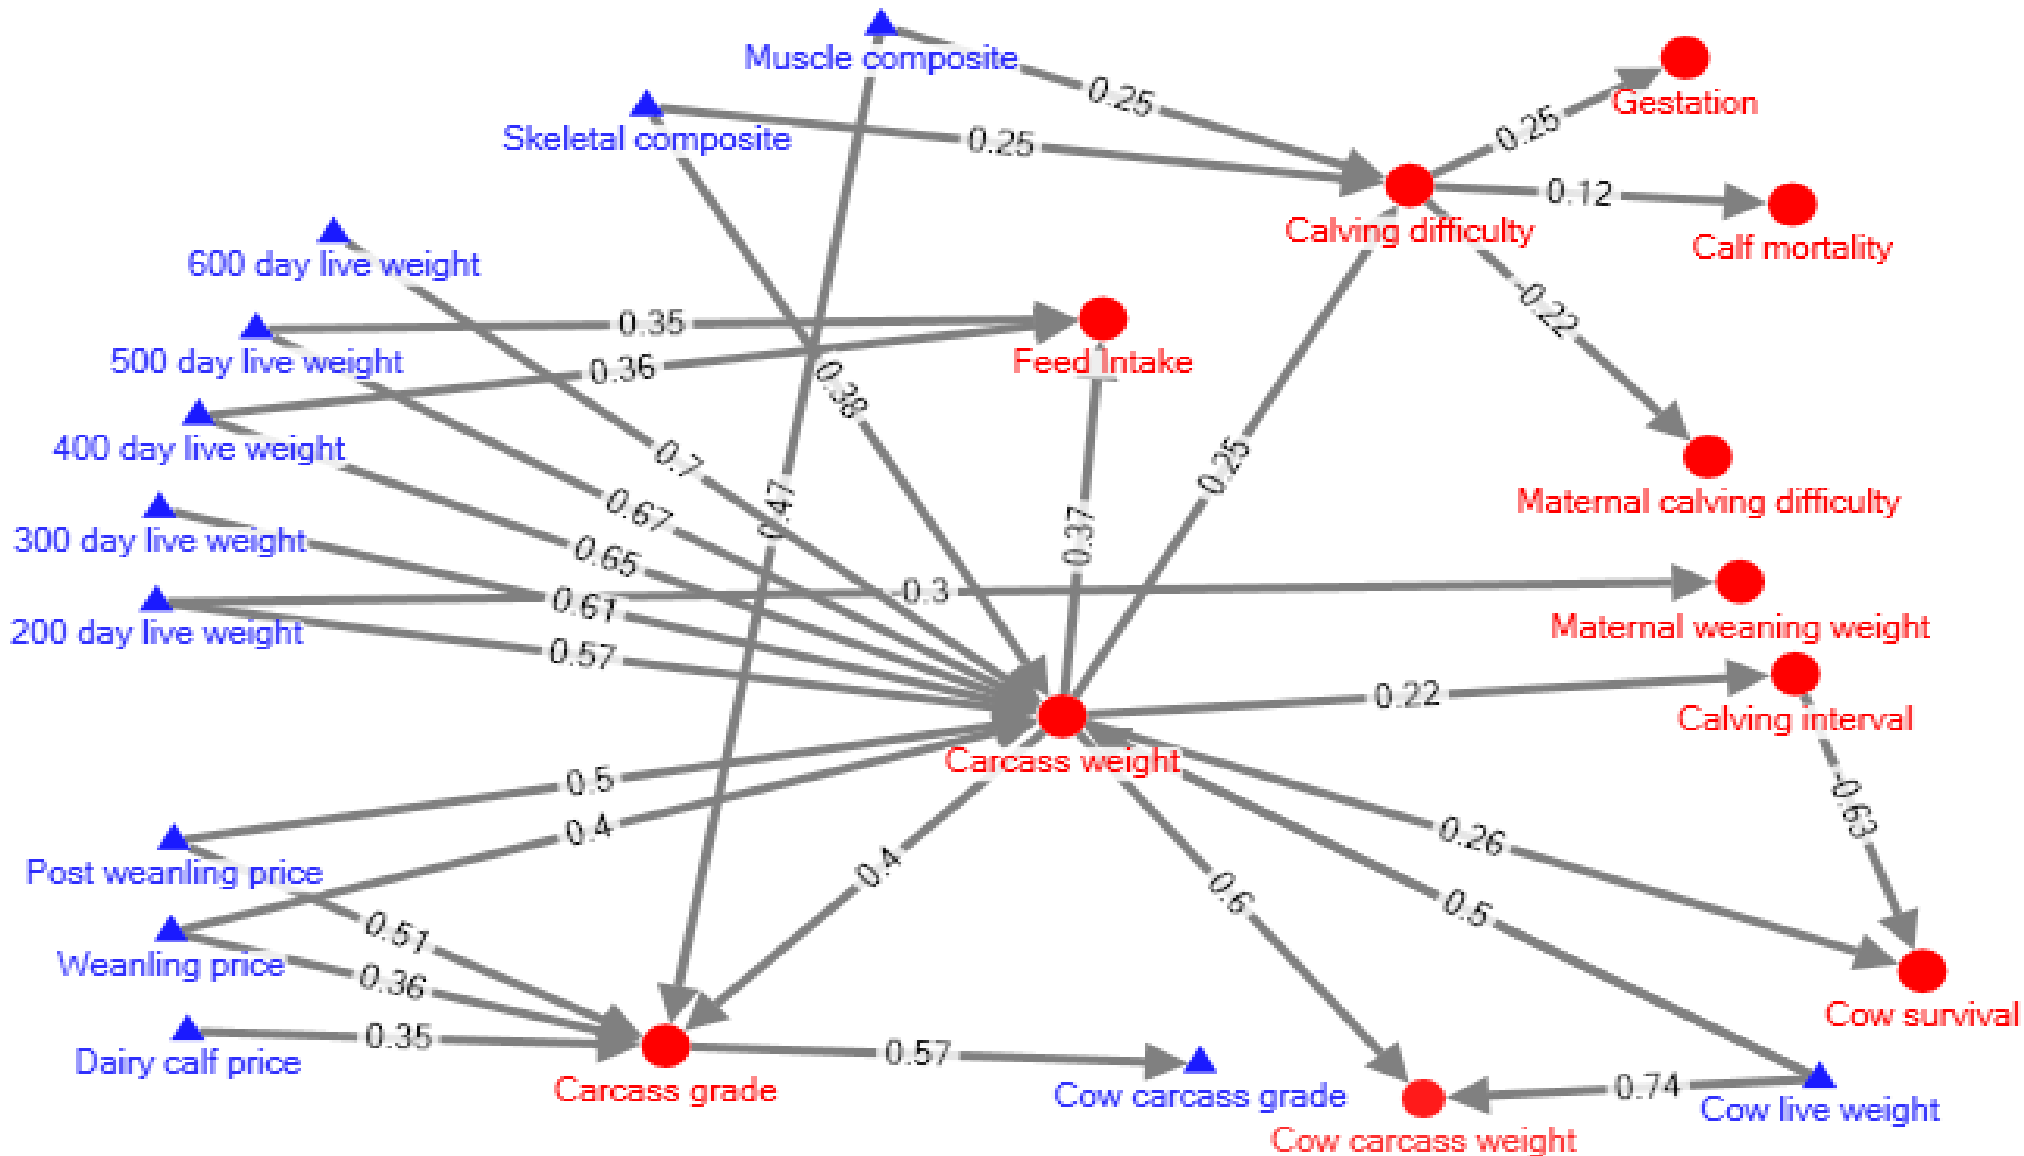 Muscle composite
Gestation
0.25
0.25
Skeletal composite
0.25
0.12
Calving difficulty
Calf mortality
600 day live weight
-0.22
0.35
500 day live weight
Feed Intake
0.36
0.38
400 day live weight
0.7
0.25
0.47
0.67
Maternal calving difficulty
300 day live weight
0.37
0.65
0.3
0.61
200 day live weight
Maternal weaning weight
0.57
0.22
Calving interval
Carcass weight
0.5
-0.63
0.4
0.26
Post weanling price
0.4
0.6
0.5
0.51
Weanling price
0.36
Cow survival
0.35
Dairy calf price
0.57
Carcass grade
Cow carcass grade
0.74
Cow live weight
Cow carcass weight